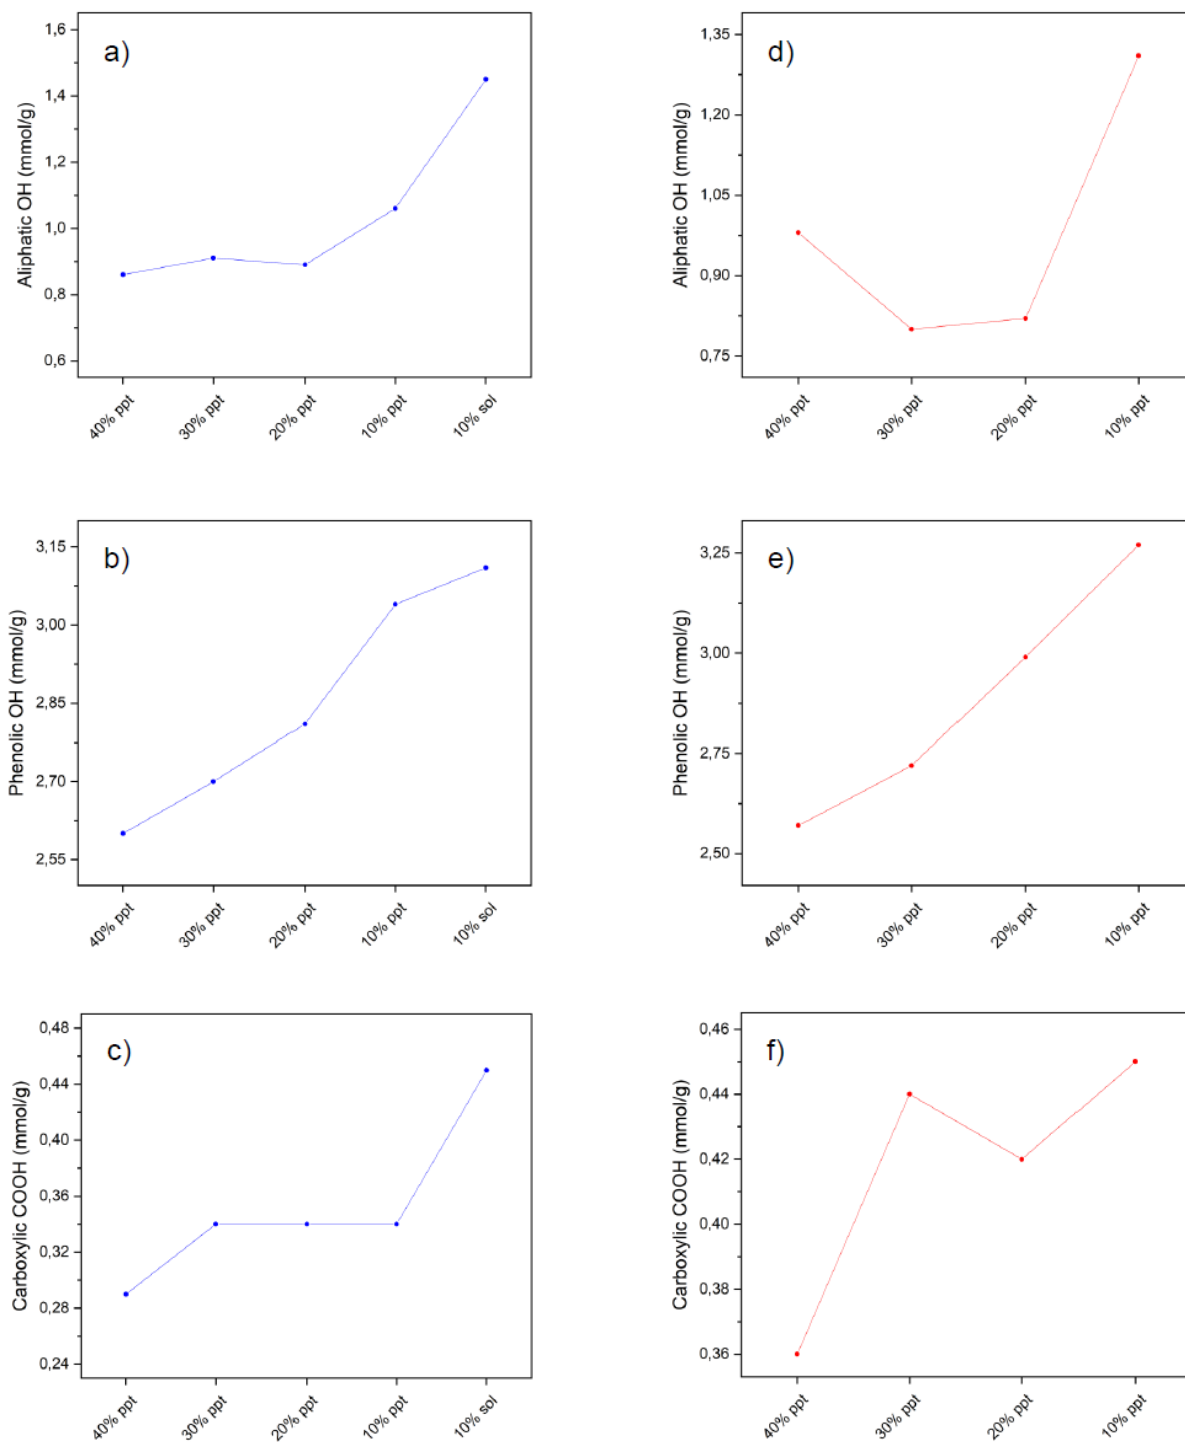 a)
Aliphatic OH (mmol/g)
1,6
1,4
1,2
1,0
0,8
0,6
40% ppt
30% ppt
20% ppt
10% ppt
10% sol
d)
Aliphatic OH (mmol/g)
1,35
1,20
1,05
0,90
0,75
40% ppt
30% ppt
20% ppt
10% ppt
b)
Phenolic OH (mmol/g)
3,15
3,00
2,85
2,70
2,55
40% ppt
30% ppt
20% ppt
10% ppt
10% sol
e)
Phenolic OH (mmol/g)
3,25
3,00
2,75
2,50
40% ppt
30% ppt
20% ppt
10% ppt
c)
Carboxylic COOH (mmol/g)
0,48
0,44
0,40
0,36
0,32
0,28
0,24
40% ppt
30% ppt
20% ppt
10% ppt
10% sol
f)
Carboxylic COOH (mmol/g)
0,46
0,44
0,42
0,40
0,38
0,36
40% ppt
30% ppt
20% ppt
10% ppt